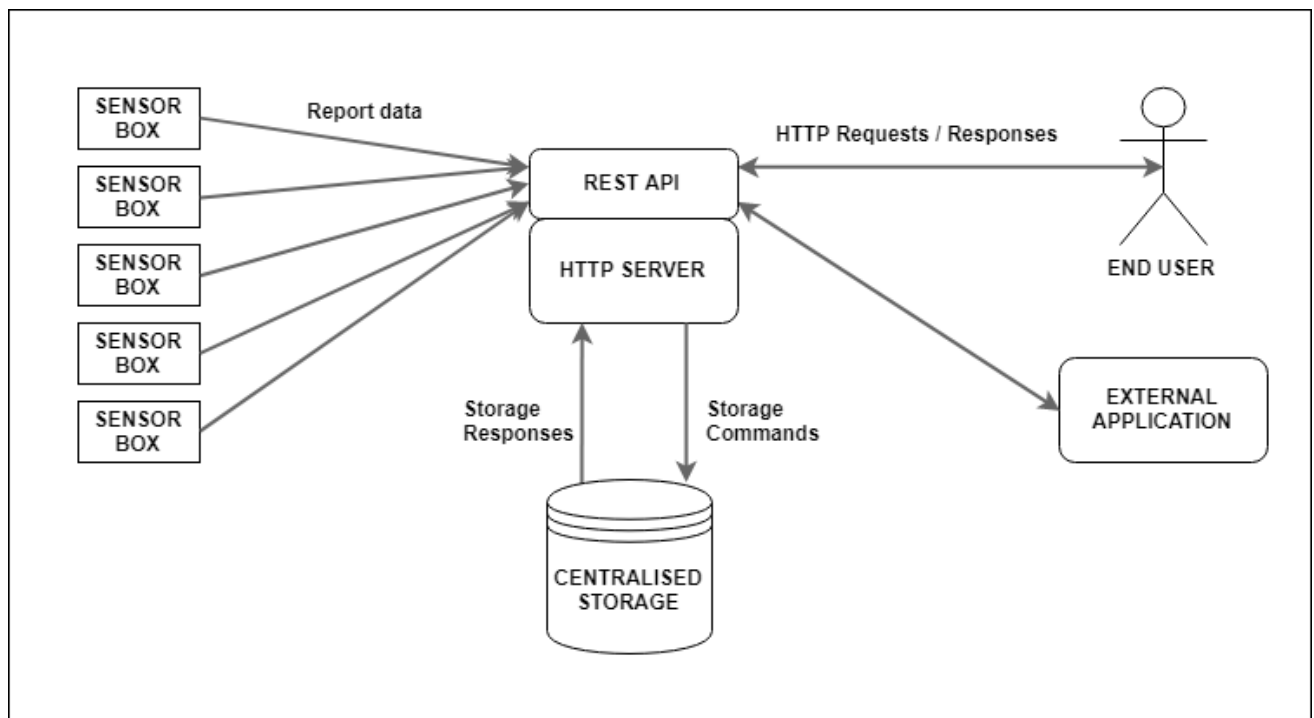 SENSOR
BOX
Report data
SENSOR
BOX
SENSOR
BOX
SENSOR
BOX
SENSOR
BOX
REST API
HTTP SERVER
HTTP Requests / Responses
END USER
EXTERNAL
APPLICATION
Storage
Responses
Storage
Commands
CENTRALISED
STORAGE